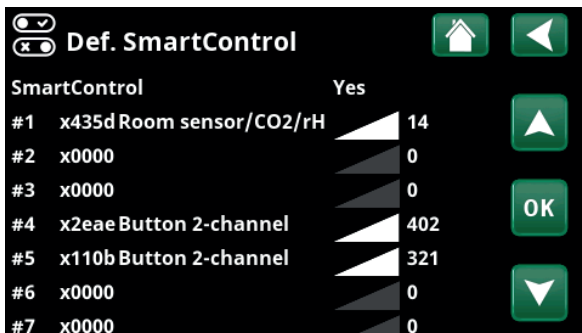 Def. SmartControl
SmartControl Yes
#1 x435d Room sensor/CO2/rH 14
#2 x0000 0
#3 x0000 0
#4 x2eae Button 2-channel 402
OK
#5 x110b Button 2-channel 321
#6 x0000 0
#7 x0000 0